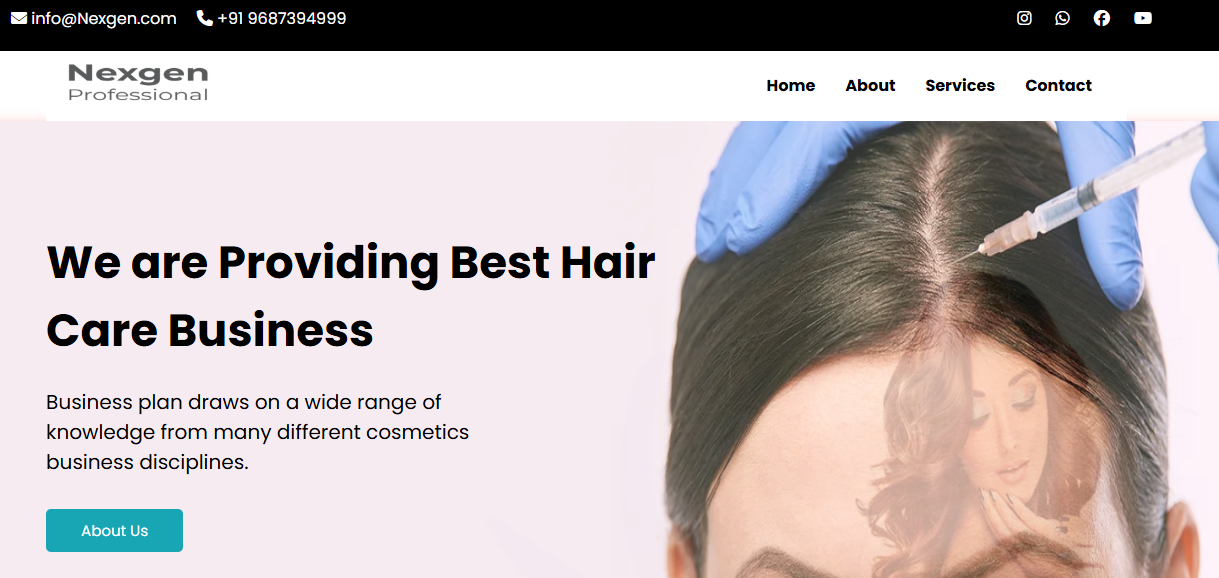 info@Nexgen.com +91 9687394999
Nexgen
Professional
Home About Services Contact
We are Providing Best Hair
Care Business
Business plan draws on a wide range of
knowledge from many different cosmetics
business disciplines.
About Us